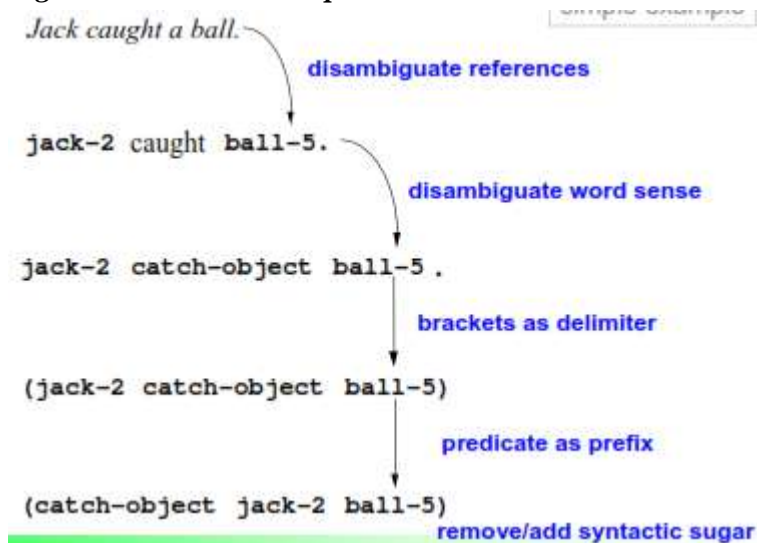 Jack caught a ball.
disambiguate references
jack-2 caught ball-5.
disambiguate word sense
jack-2 catch-object ball-5 .
brackets as delimiter
(jack-2 catch-object ball-5)
predicate as prefix
(catch-object jack-2 ball-5)
remove/add syntactic sugar